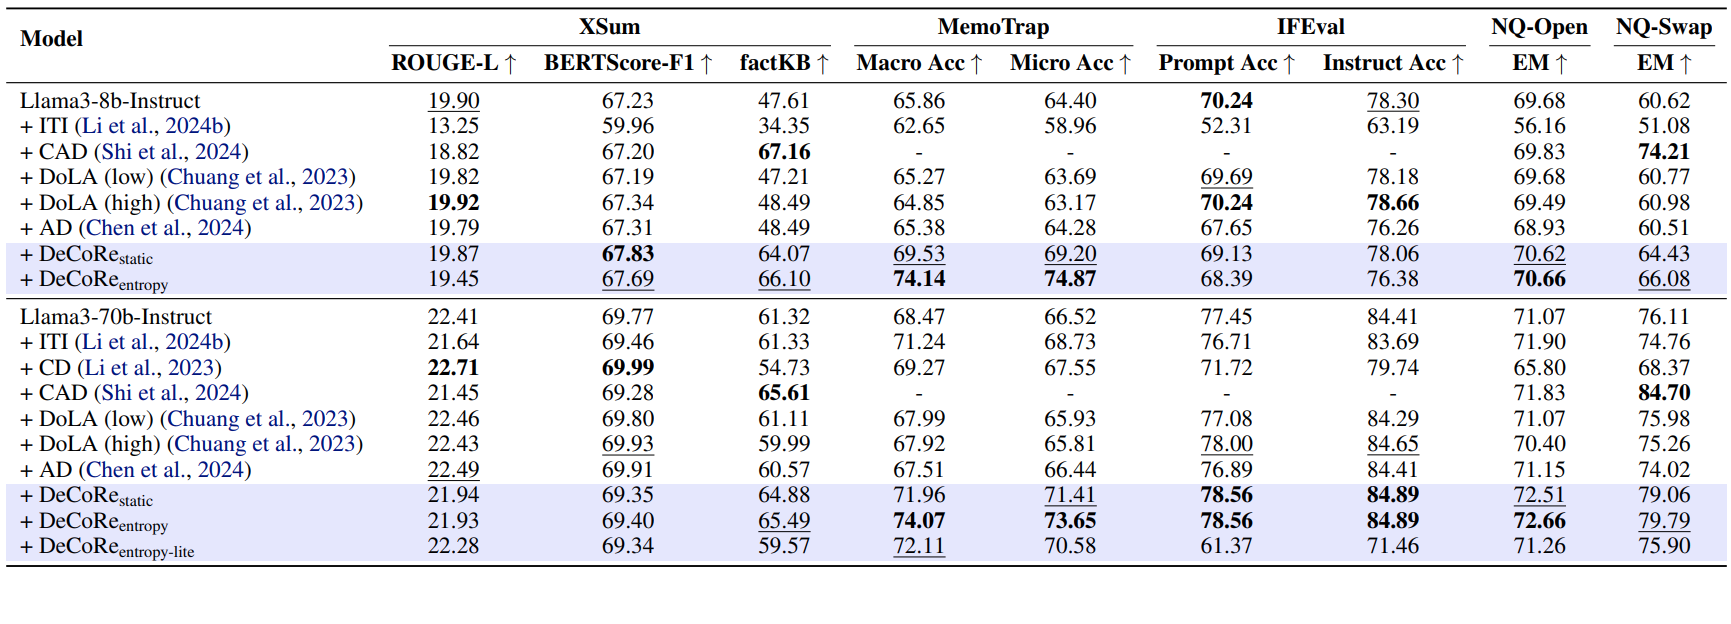 Model XSum MemoTrap IFEval NQ-Open NQ-Swap
ROUGE-L ↑ BERTScore-F1 ↑ factKB ↑ Macro Acc ↑ Micro Acc ↑ Prompt Acc ↑ Instruct Acc ↑ EM ↑ EM ↑
Llama3-8b-Instruct 19.90 67.23 47.61 65.86 64.40 70.24 78.30 69.68 60.62
+ ITI (Li et al., 2024b) 13.25 59.96 34.35 62.65 58.96 52.31 63.19 56.16 51.08
+ CAD (Shi et al., 2024) 18.82 67.20 67.16 - - - - 69.83 74.21
+ DoLA (low) (Chuang et al., 2023) 19.82 67.19 47.21 65.27 63.69 69.69 78.18 69.68 60.77
+ DoLA (high) (Chuang et al., 2023) 19.92 67.34 48.49 64.85 63.17 70.24 78.66 69.49 60.98
+ AD (Chen et al., 2024) 19.79 67.31 48.49 65.38 64.28 67.65 76.26 68.93 60.51
+ DeCoRe static 19.87 67.83 64.07 69.53 69.20 69.13 78.06 70.62 64.43
+ DeCoRe entropy 19.45 67.69 66.10 74.14 74.87 68.39 76.38 70.66 66.08
Llama3-70b-Instruct 22.41 69.77 61.32 68.47 66.52 77.45 84.41 71.07 76.11
+ ITI (Li et al., 2024b) 21.64 69.46 61.33 71.24 68.73 76.71 83.69 71.90 74.76
+ CD (Li et al., 2023) 22.71 69.99 54.73 69.27 67.55 71.72 79.74 65.80 68.37
+ CAD (Shi et al., 2024) 21.45 69.28 65.61 - - - - 71.83 84.70
+ DoLA (low) (Chuang et al., 2023) 22.46 69.80 61.11 67.99 65.93 77.08 84.29 71.07 75.98
+ DoLA (high) (Chuang et al., 2023) 22.43 69.93 59.99 67.92 65.81 78.00 84.65 70.40 75.26
+ AD (Chen et al., 2024) 22.49 69.91 60.57 67.51 66.44 76.89 84.41 71.15 74.02
+ DeCoRe static 21.94 69.35 64.88 71.96 71.41 78.56 84.89 72.51 79.06
+ DeCoRe entropy 21.93 69.40 65.49 74.07 73.65 78.56 84.89 72.66 79.79
+ DeCoRe entropy-lite 22.28 69.34 59.57 72.11 70.58 61.37 71.46 71.26 75.90